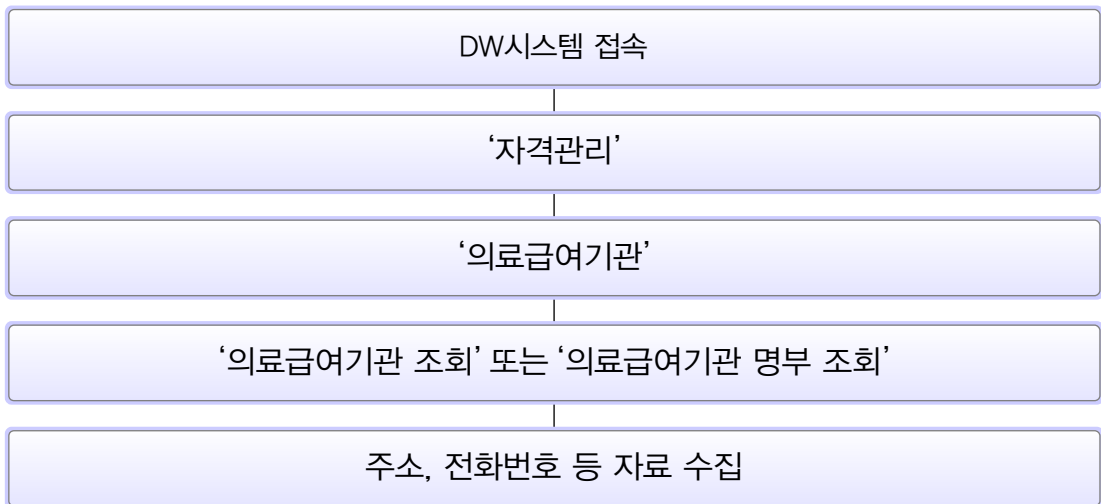 DW시스템 접속
‘자격관리’
‘의료급여기관’
‘의료급여기관 조회’ 또는 ‘의료급여기관 명부 조회’
주소, 전화번호 등 자료 수집